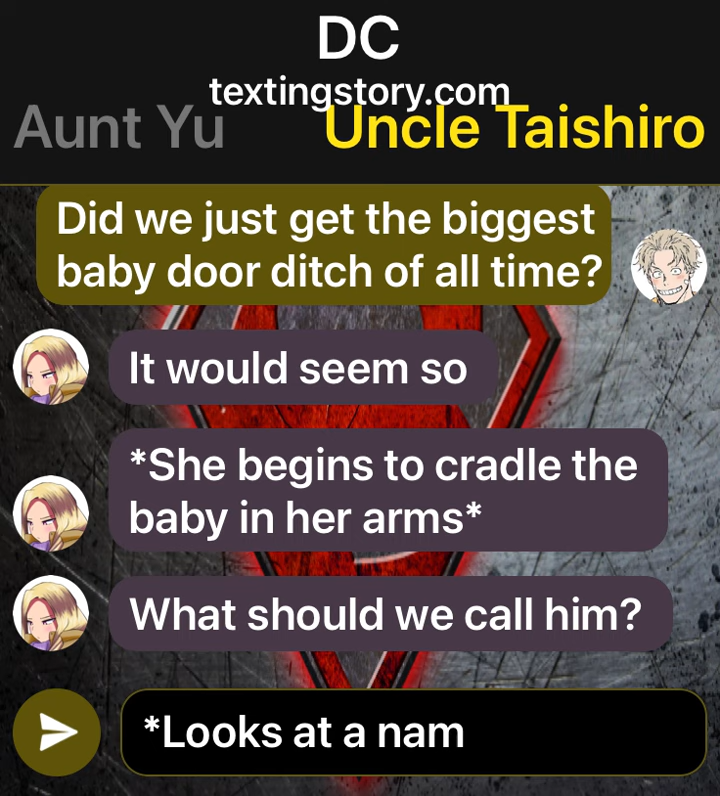 DC
textingstory.com
Aunt Yu Uncle Taishiro
Did we just get the biggest
baby door ditch of all time?
It would seem so
*She begins to cradle the
baby in her arms*
What should we call him?
*Looks at a nam